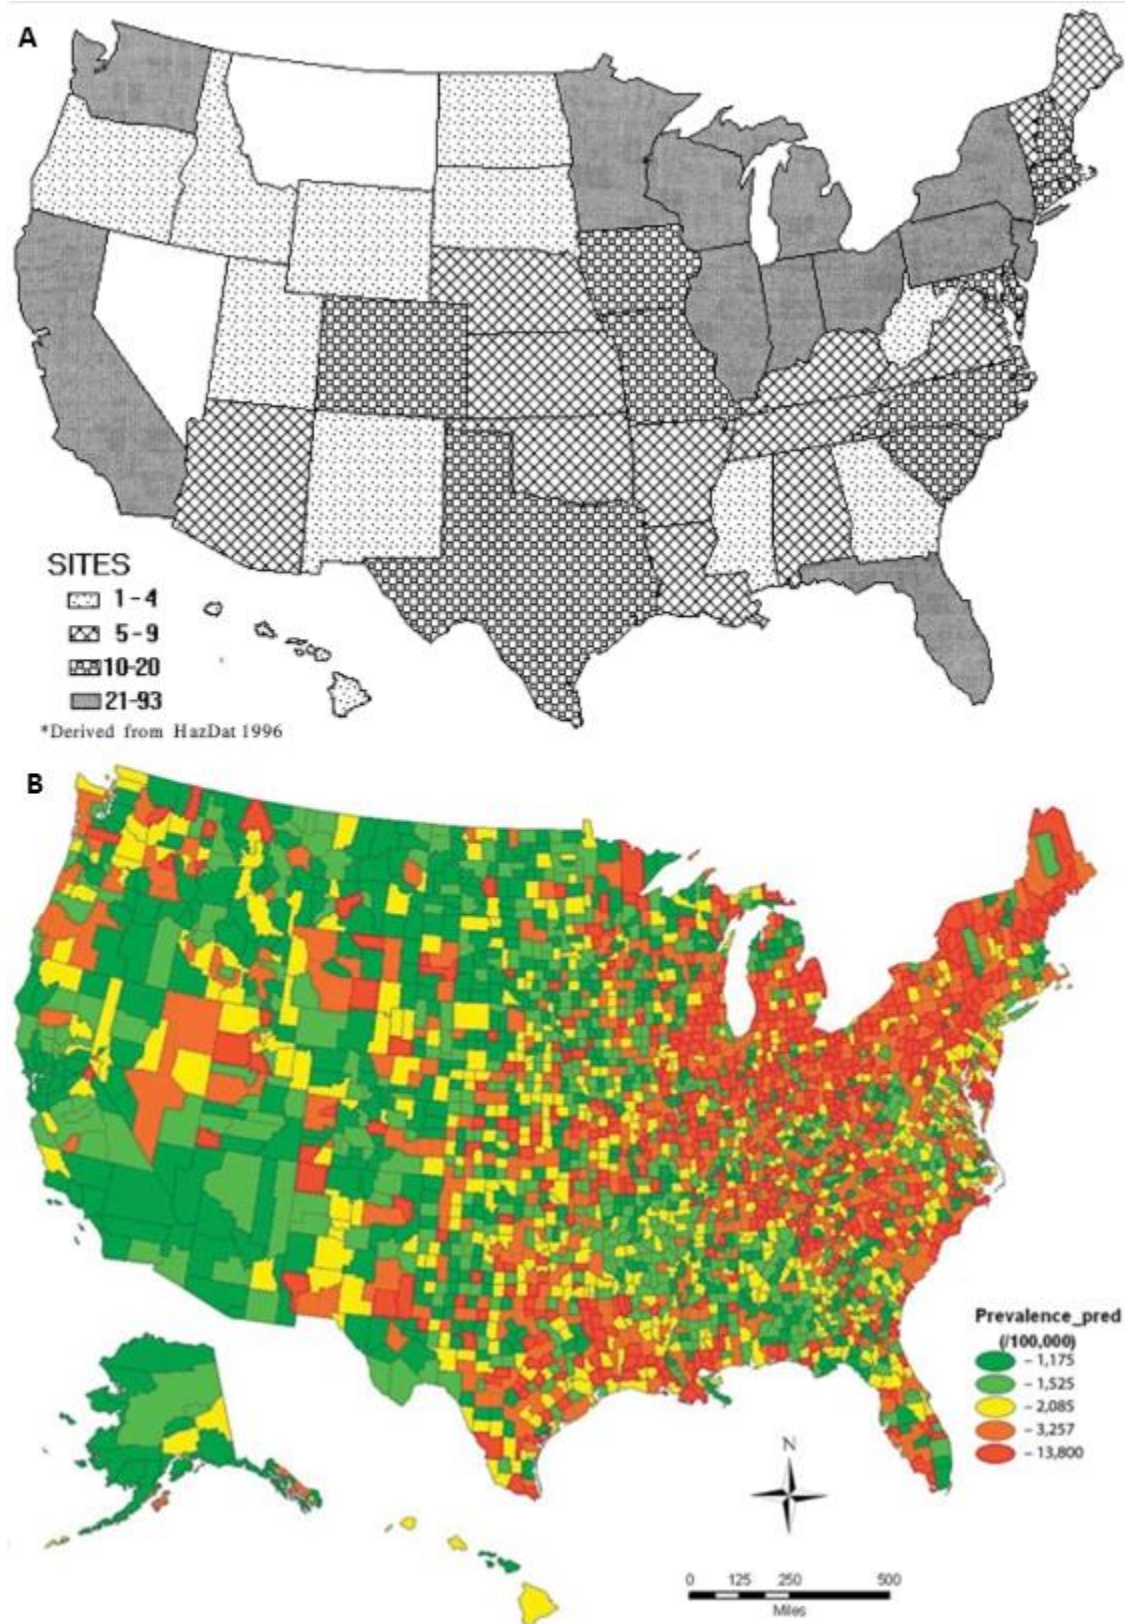 A
SITES
1-4
5-9
10-20
21-93
*Derived from HazDat 1996
B
Prevalence_pred
(/100,000)
- 1,175
- 1,525
- 2,085
- 3,257
- 13,800
N
0 125 250 500
Miles